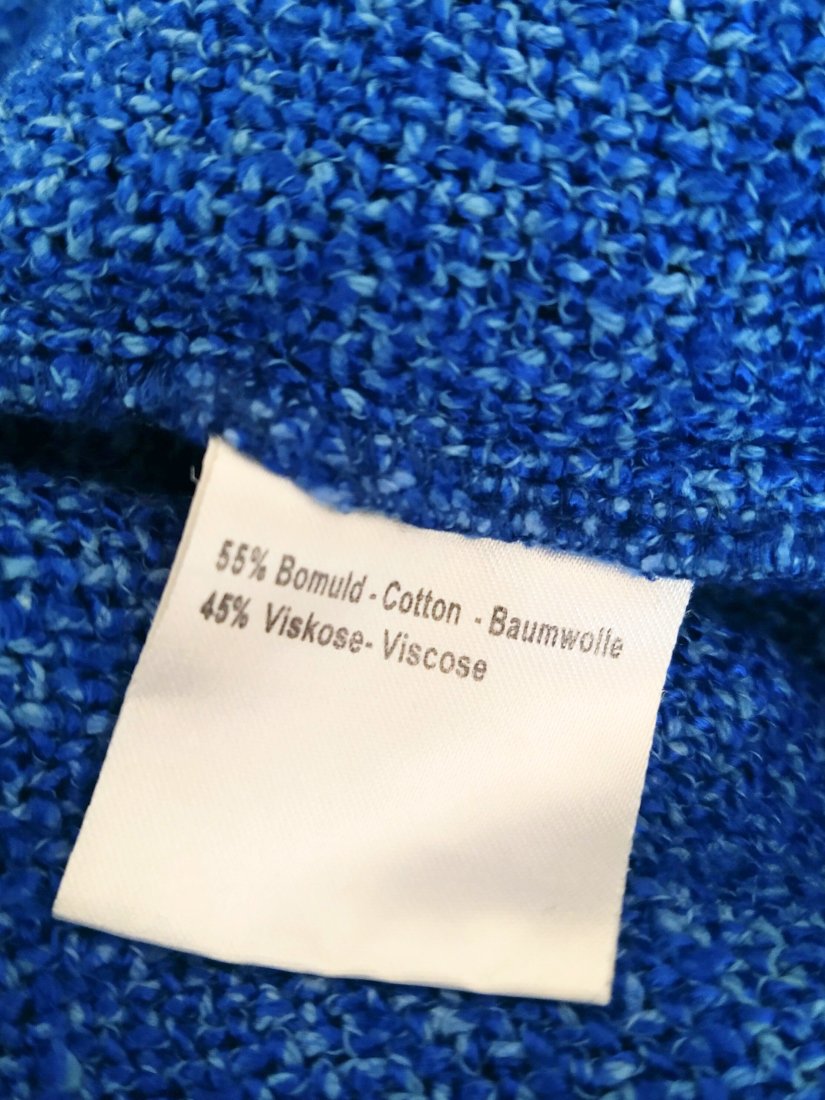 55% Bomuld - Cotton - Baumwolle
45% Viskose- Viscose